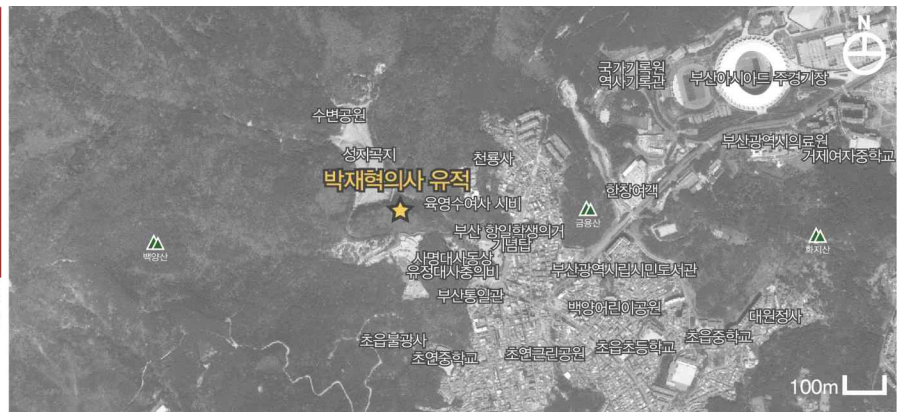 N
국가기록원
역사기록관
부산아시아드 주경기장
수변공원
부산광역시의료원
거제여자중학교
성지곡지
천룡사
박재혁의사 유적
한창여객
육영수여사 시비
금용산
부산 항일학생의거
기념탑
화지산
백양산
사명대사동상
유정대사충의비
부산광역시립시민도서관
부산통일관
백양어린이공원
대원정사
초읍불광사
초연중학교
초연근린공원
초읍초등학교
초읍중학교
100m